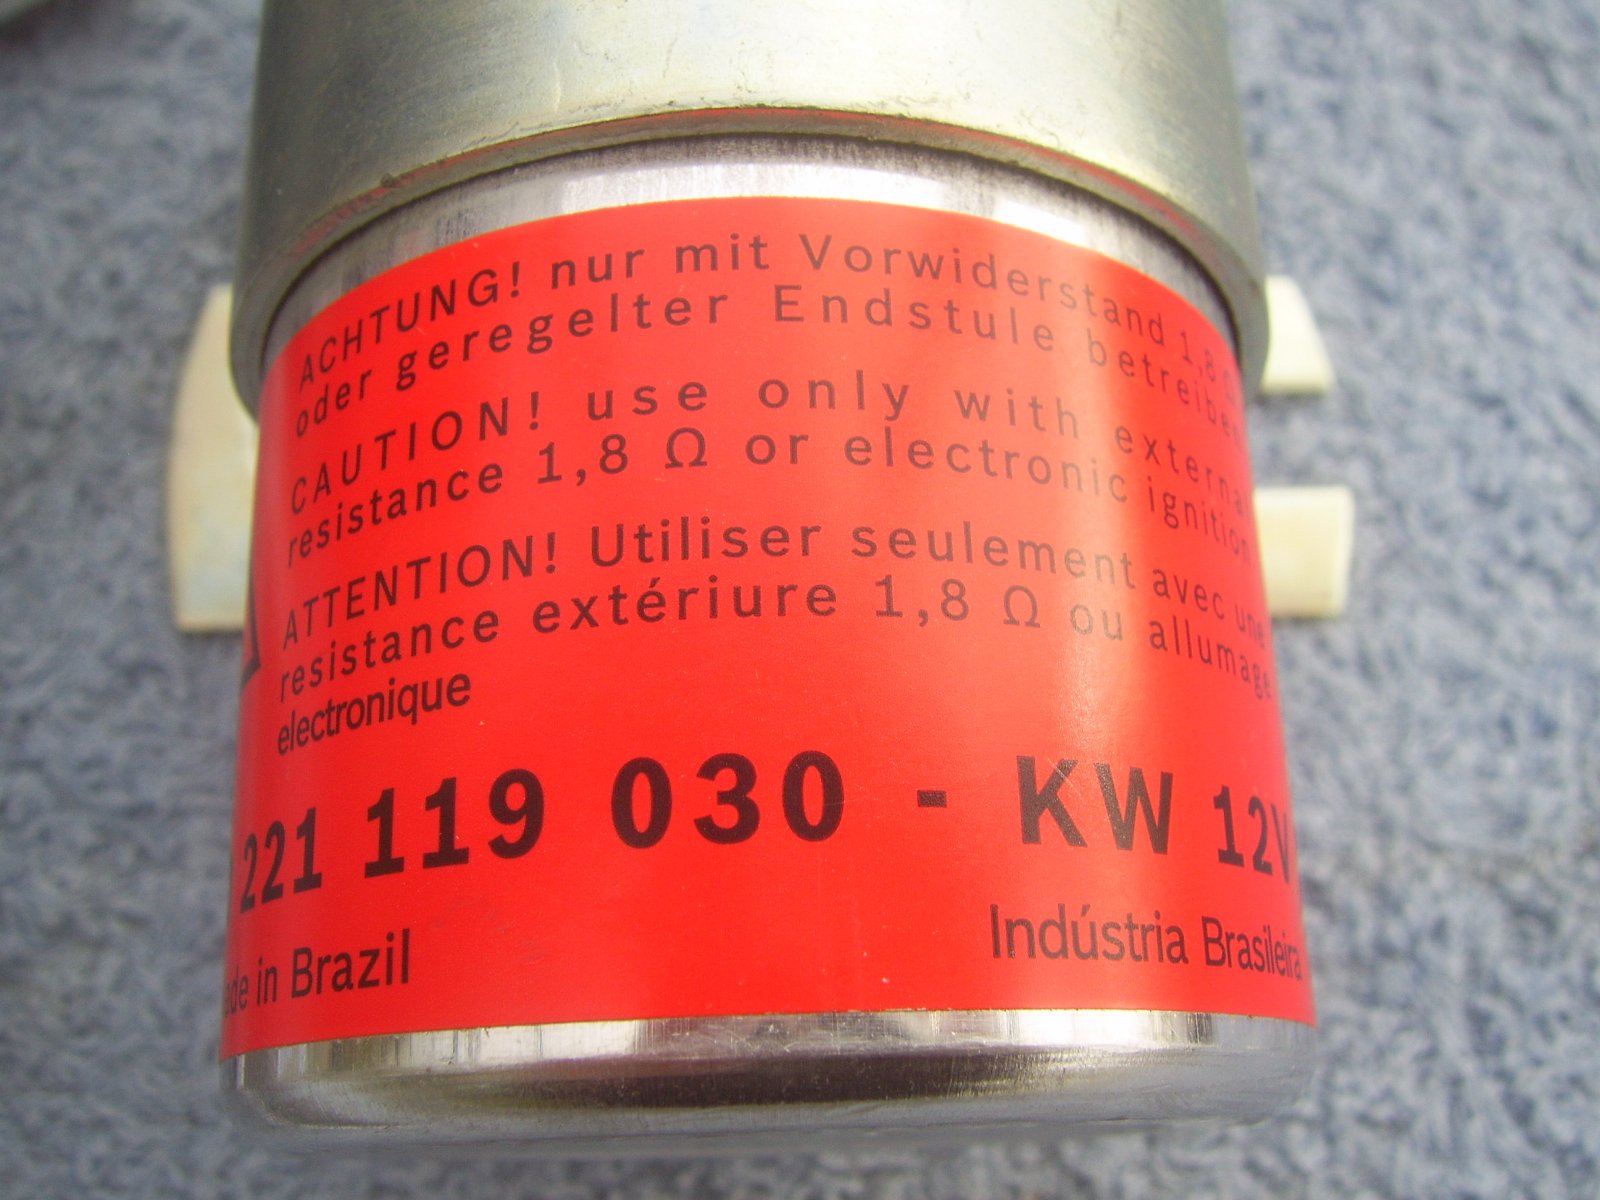 ACHTUNG! nur mit Vorwiderstand 1,8 Ω
oder geregelter Endstule betreiben
CAUTION! use only with external
resistance 1,8 Ω or electronic ignition
ATTENTION! Utiliser seulement avec une
resistance extériure 1,8 Ω ou allumage
electronique
221 119 030 - KW 12V
in Brazil
Indústria Brasileira